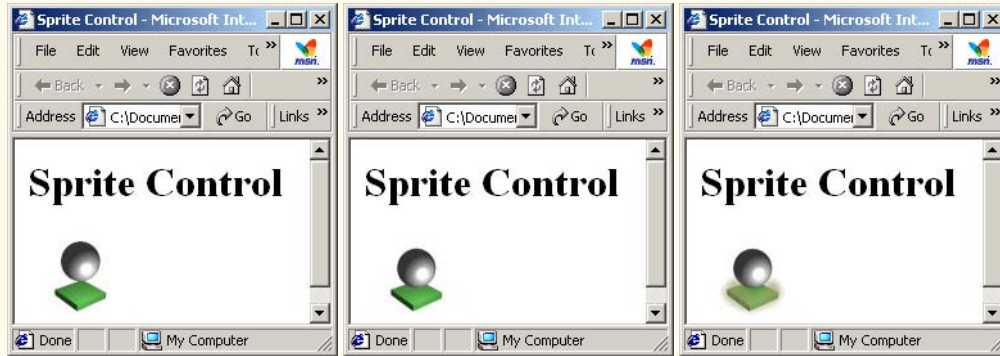 Sprite Control - Microsoft Int...
File Edit View Favorites
msn.
Back
Address C:\Documer Go Links
Sprite Control
Done My Computer
Sprite Control - Microsoft Int...
File Edit View Favorites
msn.
Back
Address C:\Documer Go Links
Sprite Control
Done My Computer
Sprite Control - Microsoft Int...
File Edit View Favorites
msn.
Back
Address C:\Documer Go Links
Sprite Control
Done My Computer